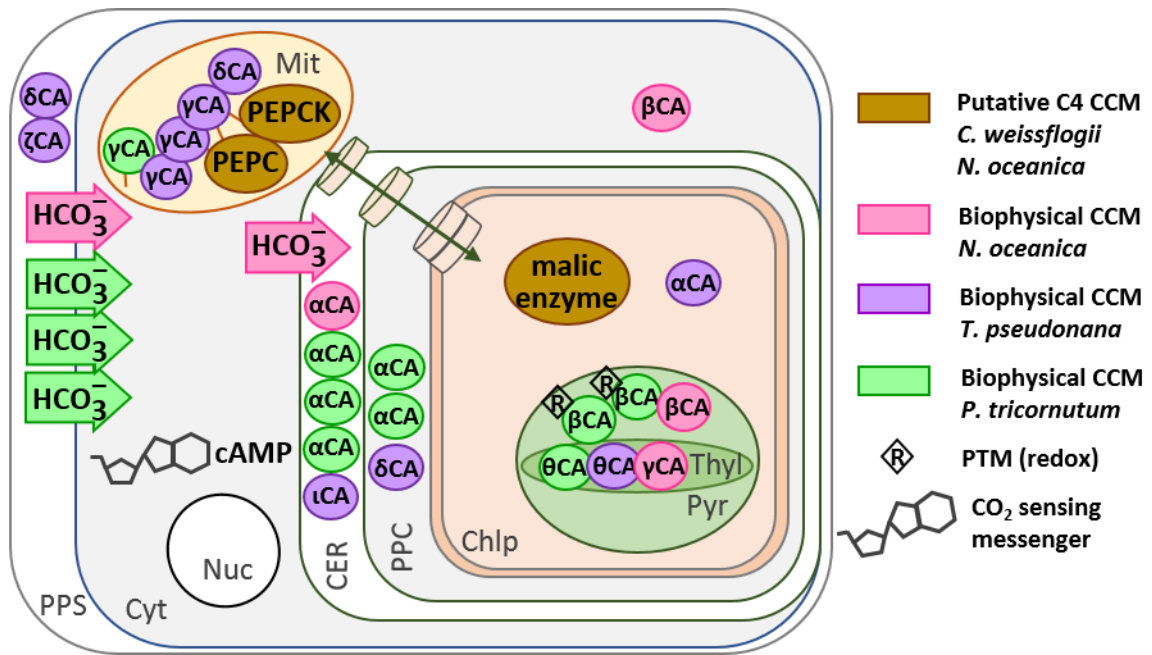 Mit
δCA
γCA
γCA
γCA
γCA
PEPCK
PEPC
δCA
ζCA
βCA
HCO₃⁻
HCO₃⁻
HCO₃⁻
HCO₃⁻
HCO₃⁻
αCA
αCA
αCA
αCA
ιCA
αCA
αCA
δCA
malic
enzyme
αCA
R
R
βCA
βCA
βCA
θCA
θCA
γCA
Thyl
Pyr
Chlp
cAMP
Nuc
CER
PPC
PPS
Cyt
Putative C4 CCM
C. weissflogii
N. oceanica
Biophysical CCM
N. oceanica
Biophysical CCM
T. pseudonana
Biophysical CCM
P. tricornutum
R
PTM (redox)
CO₂ sensing
messenger